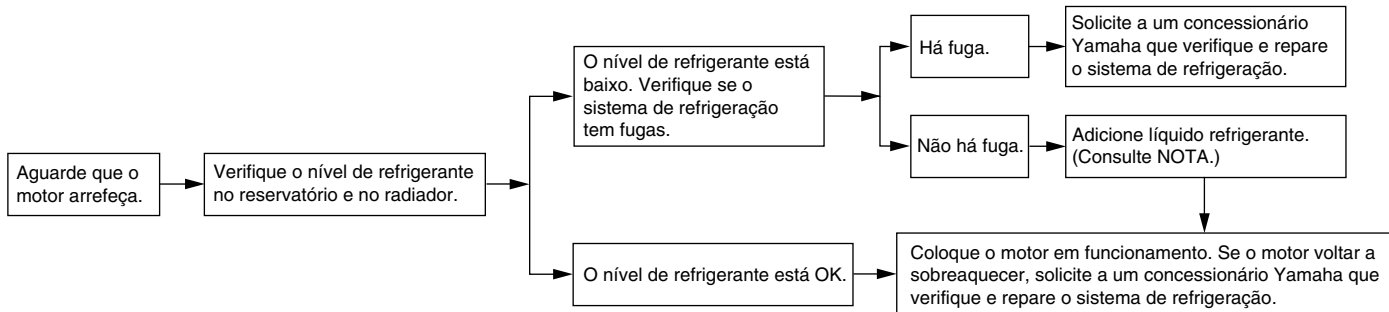 Aguarde que o
motor arrefeça.
Verifique o nível de refrigerante
no reservatório e no radiador.
O nível de refrigerante está
baixo. Verifique se o
sistema de refrigeração
tem fugas.
Há fuga.
Solicite a um concessionário
Yamaha que verifique e repare
o sistema de refrigeração.
Não há fuga.
Adicione líquido refrigerante.
(Consulte NOTA.)
O nível de refrigerante está OK.
Coloque o motor em funcionamento. Se o motor voltar a
sobreaquecer, solicite a um concessionário Yamaha que
verifique e repare o sistema de refrigeração.